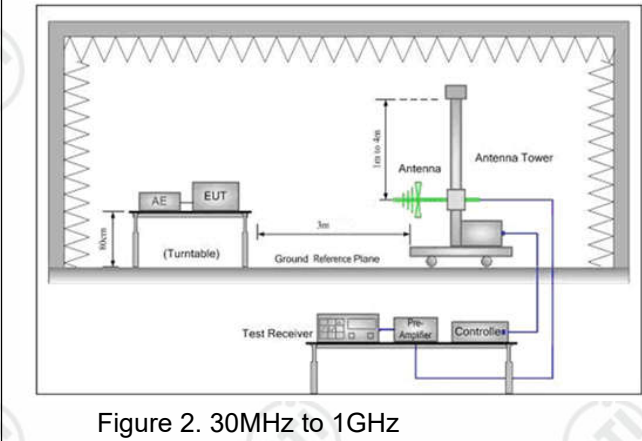 1m to 4m
Antenna
Antenna Tower
AE
EUT
80cm
3m
(Turntable)
Ground Reference Plane
Test Receiver
Pre-
Amplifier
Controller
Figure 2. 30MHz to 1GHz